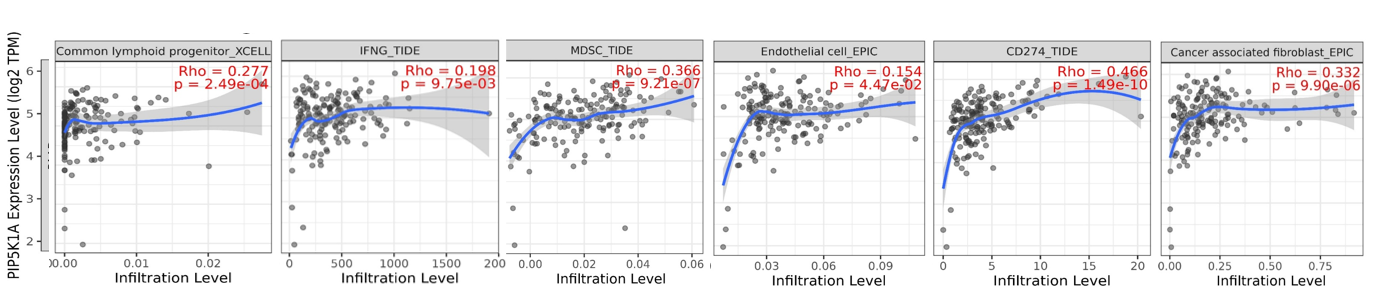 PIP5K1A Expression Level (log2 TPM)
6
5
4
3
2
Common lymphoid progenitor_XCELL
Rho = 0.277
p = 2.49e-04
0.00 0.01 0.02
Infiltration Level
IFNG_TIDE
Rho = 0.198
p = 9.75e-03
0 500 1000 1500 200
Infiltration Level
MDSC_TIDE
Rho = 0.366
p = 9.21e-07
0.00 0.02 0.04 0.06
Infiltration Level
Endothelial cell_EPIC
Rho = 0.154
p = 4.47e-02
0.03 0.06 0.09
Infiltration Level
CD274_TIDE
Rho = 0.466
p = 1.49e-10
0 5 10 15 20
Infiltration Level
Cancer associated fibroblast_EPIC
Rho = 0.332
p = 9.90e-06
0.00 0.25 0.50 0.75
Infiltration Level